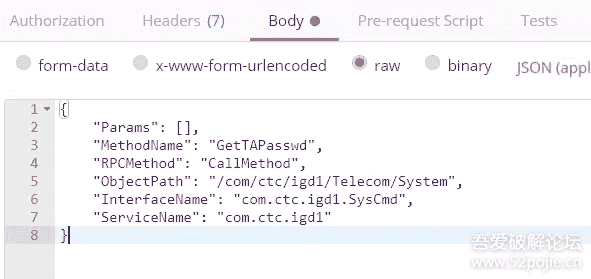 Authorization Headers (7) Body Pre-request Script Tests
form-data x-www-form-urlencoded raw binary JSON (appl
1 {
2 "Params": [],
3 "MethodName": "GetTAPasswd",
4 "RPCMethod": "CallMethod",
5 "ObjectPath": "/com/ctc/igd1/Telecom/System",
6 "InterfaceName": "com.ctc.igd1.SysCmd",
7 "ServiceName": "com.ctc.igd1"
8 }
吾爱破解论坛
www.52pojie.cn